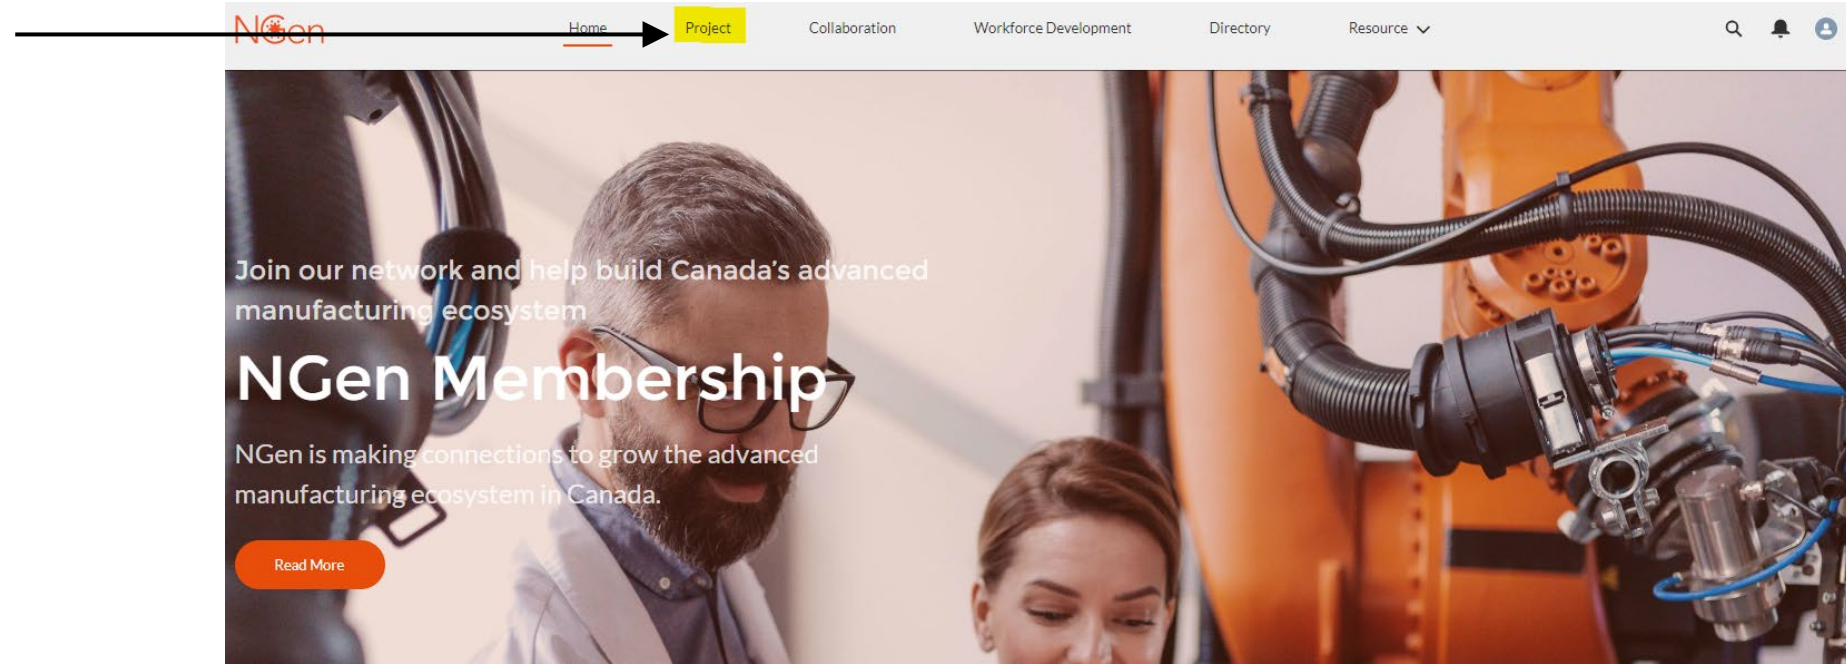 NGen
Home Project Collaboration Workforce Development Directory Resource
Join our network and help build Canada's advanced
manufacturing ecosystem
NGen Membership
NGen is making connections to grow the advanced
manufacturing ecosystem in Canada.
Read More